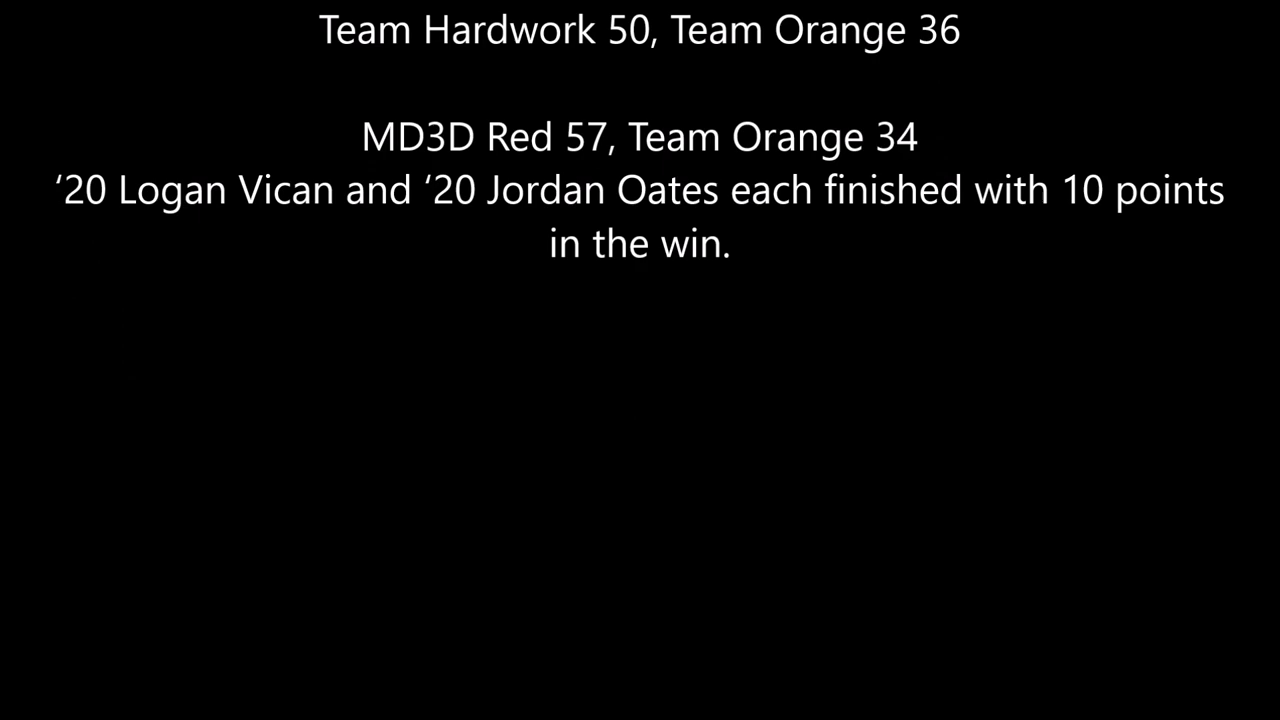 Team Hardwork 50, Team Orange 36
MD3D Red 57, Team Orange 34
‘20 Logan Vican and ‘20 Jordan Oates each finished with 10 points
in the win.